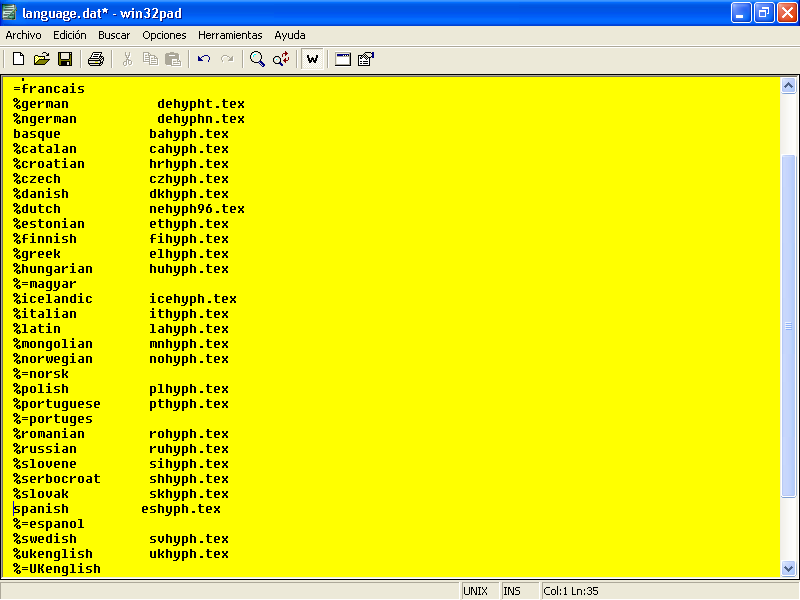 language.dat* - win32pad
Archivo Edición Buscar Opciones Herramientas Ayuda
W
=francais
%german dehypht.tex
%ngerman dehyphn.tex
basque bahyph.tex
%catalan cahyph.tex
%croatian hrhyph.tex
%czech czhyph.tex
%danish dkhyph.tex
%dutch nehyph96.tex
%estonian ethyph.tex
%finnish fihyph.tex
%greek elhyph.tex
%hungarian huhyph.tex
%=magyar
%icelandic icehyph.tex
%italian ithyph.tex
%latin lahyph.tex
%mongolian mnhyph.tex
%norwegian nohyph.tex
%=norsk
%polish plhyph.tex
%portuguese pthyph.tex
%=portuges
%romanian rohyph.tex
%russian ruhyph.tex
%slovene sihyph.tex
%serbocroat shhyph.tex
%slovak skhyph.tex
spanish eshyph.tex
%=espanol
%swedish svhyph.tex
%ukenglish ukhyph.tex
%=UKenglish
UNIX INS Col:1 Ln:35